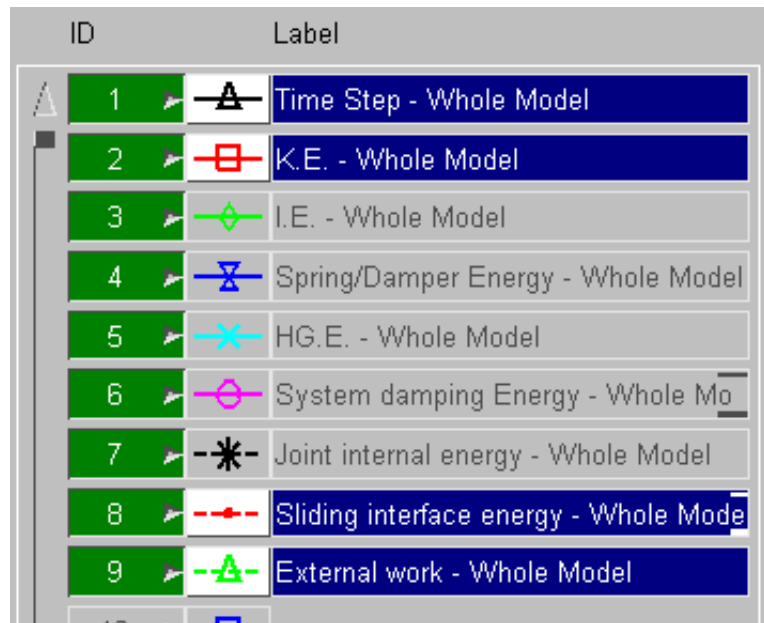 ID Label
1 Time Step - Whole Model
2 K.E. - Whole Model
3 I.E. - Whole Model
4 Spring/Damper Energy - Whole Model
5 HG.E. - Whole Model
6 System damping Energy - Whole Mo
7 Joint internal energy - Whole Model
8 Sliding interface energy - Whole Mode
9 External work - Whole Model